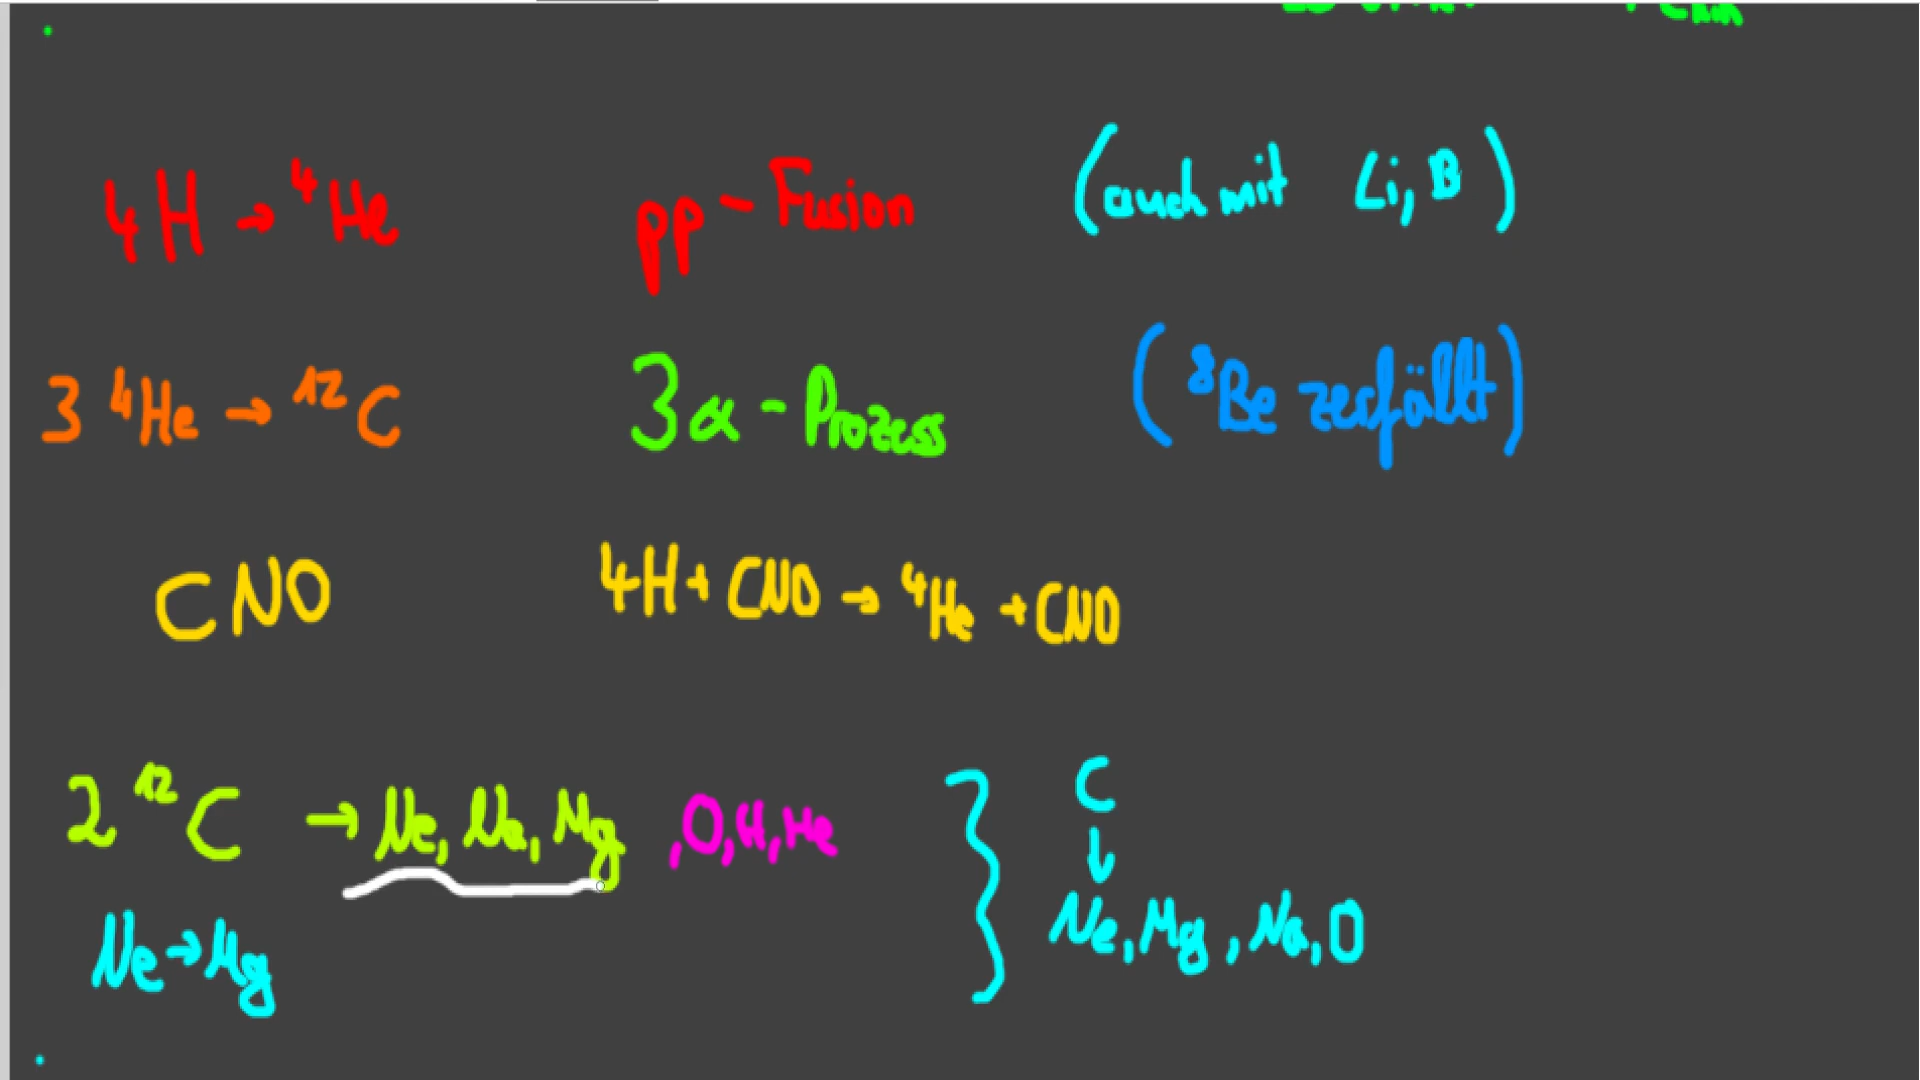 4H → ⁴He pp-Fusion (auch mit Li, B)
3 ⁴He → ¹²C 3α-Prozess (⁸Be zerfällt)
CNO 4H + CNO → ⁴He + CNO
2 ¹²C → Ne, Na, Mg , O, H, He } C
↓
Ne → Mg Ne, Mg, Na, O